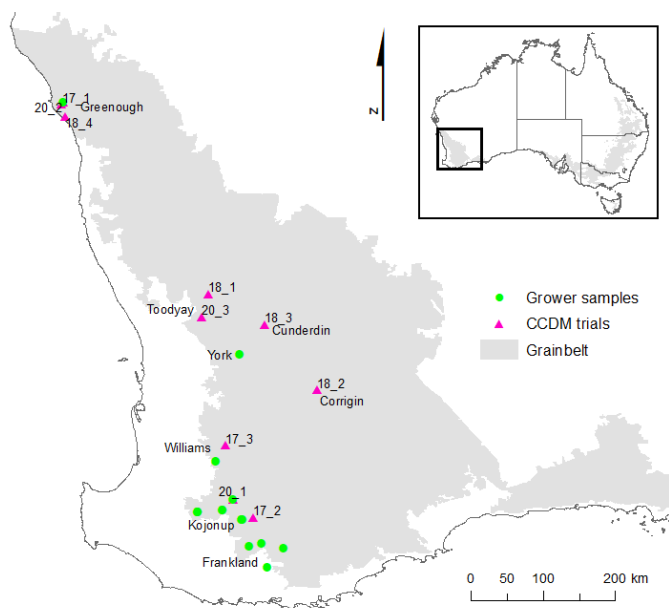 17_1
20_2
Greenough
18_4
N
18_1
Toodyay
20_3
18_3
Cunderdin
York
18_2
Corrigin
17_3
Williams
20_1
17_2
Kojonup
Frankland
Grower samples
CCDM trials
Grainbelt
0 50 100 200 km